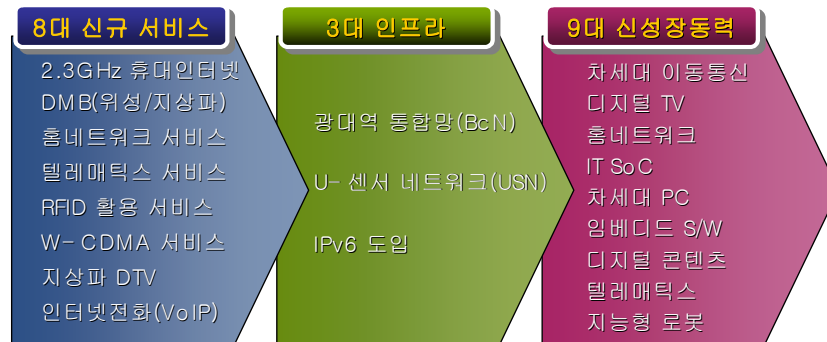 8대 신규 서비스
2.3GHz 휴대인터넷
DMB(위성/지상파)
홈네트워크 서비스
텔레매틱스 서비스
RFID 활용 서비스
W- CDMA 서비스
지상파 DTV
인터넷전화(VoIP)
3대 인프라
광대역 통합망(BcN)
U- 센서 네트워크(USN)
IPv6 도입
9대 신성장동력
차세대 이동통신
디지털 TV
홈네트워크
IT SoC
차세대 PC
임베디드 S/W
디지털 콘텐츠
텔레매틱스
지능형 로봇